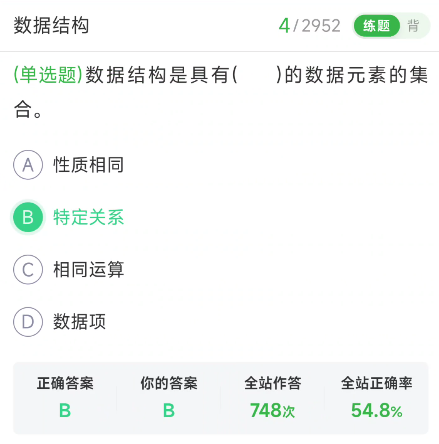 数据结构
4/2952 练题 背
(单选题)数据结构是具有(    )的数据元素的集
合。
A 性质相同
B 特定关系
C 相同运算
D 数据项
正确答案 你的答案 全站作答 全站正确率
B B 748次 54.8%